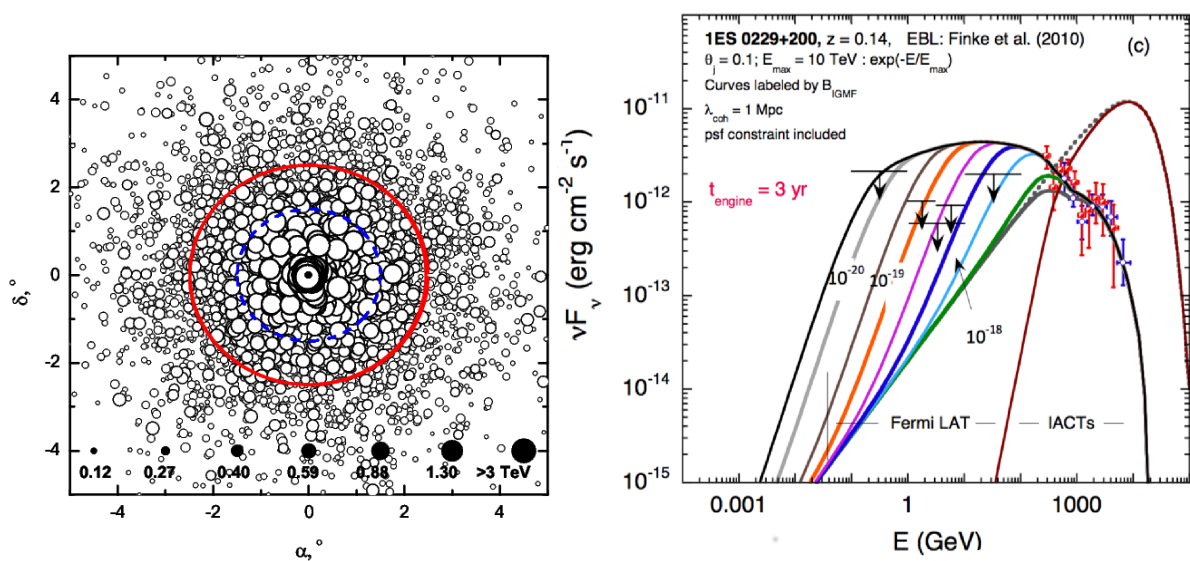 4
2
0
-2
-4
δ,°
0.12 0.27 0.40 0.59 0.88 1.30 >3 TeV
-4 -2 0 2 4
α,°
1ES 0229+200, z = 0.14, EBL: Finke et al. (2010)
(c)
θj = 0.1; Emax = 10 TeV : exp(-E/Emax)
Curves labeled by BIGMF
λcoh = 1 Mpc
psf constraint included
tengine = 3 yr
νFν (erg cm⁻² s⁻¹)
10⁻¹¹
10⁻¹²
10⁻¹³
10⁻¹⁴
10⁻¹⁵
10⁻²⁰
10⁻¹⁹
10⁻¹⁸
Fermi LAT
IACTs
0.001 1 1000
E (GeV)